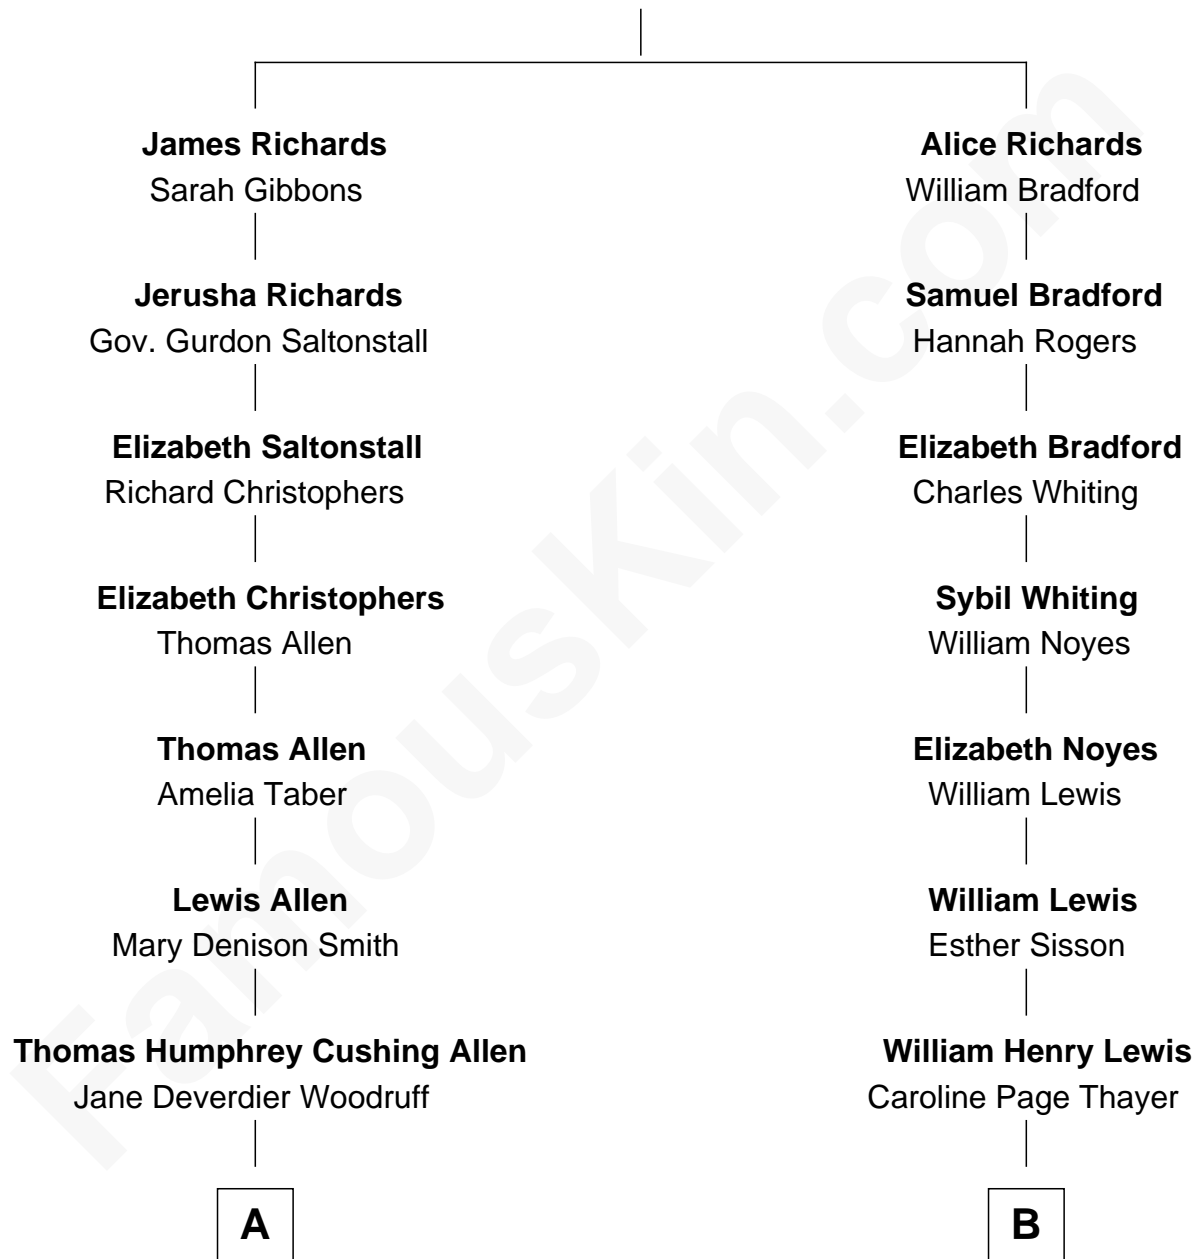 James Richards
Sarah Gibbons
Alice Richards
William Bradford
Jerusha Richards
Gov. Gurdon Saltonstall
Samuel Bradford
Hannah Rogers
Elizabeth Saltonstall
Richard Christophers
Elizabeth Bradford
Charles Whiting
Elizabeth Christophers
Thomas Allen
Sybil Whiting
William Noyes
Thomas Allen
Amelia Taber
Elizabeth Noyes
William Lewis
Lewis Allen
Mary Denison Smith
William Lewis
Esther Sisson
Thomas Humphrey Cushing Allen
Jane Deverdier Woodruff
William Henry Lewis
Caroline Page Thayer
A
B
FamousKin.com